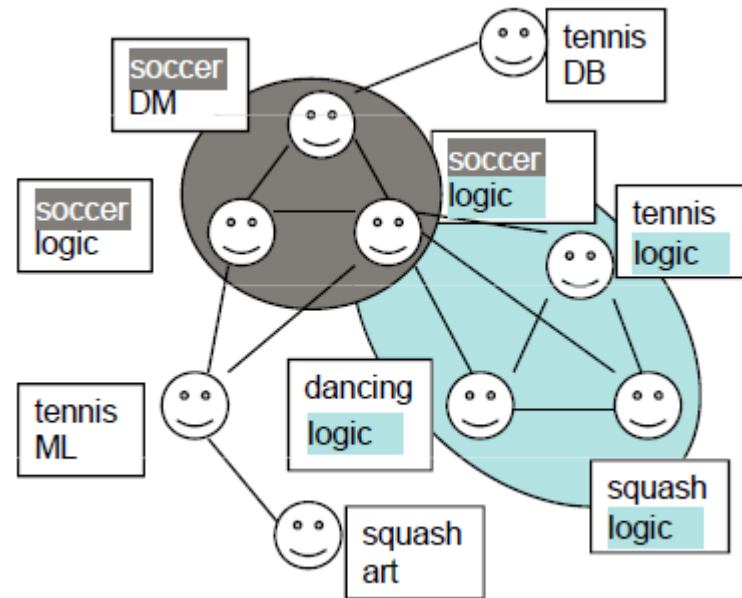 tennis
DB
soccer
DM
soccer
logic
soccer
logic
tennis
logic
dancing
logic
tennis
ML
squash
logic
squash
art